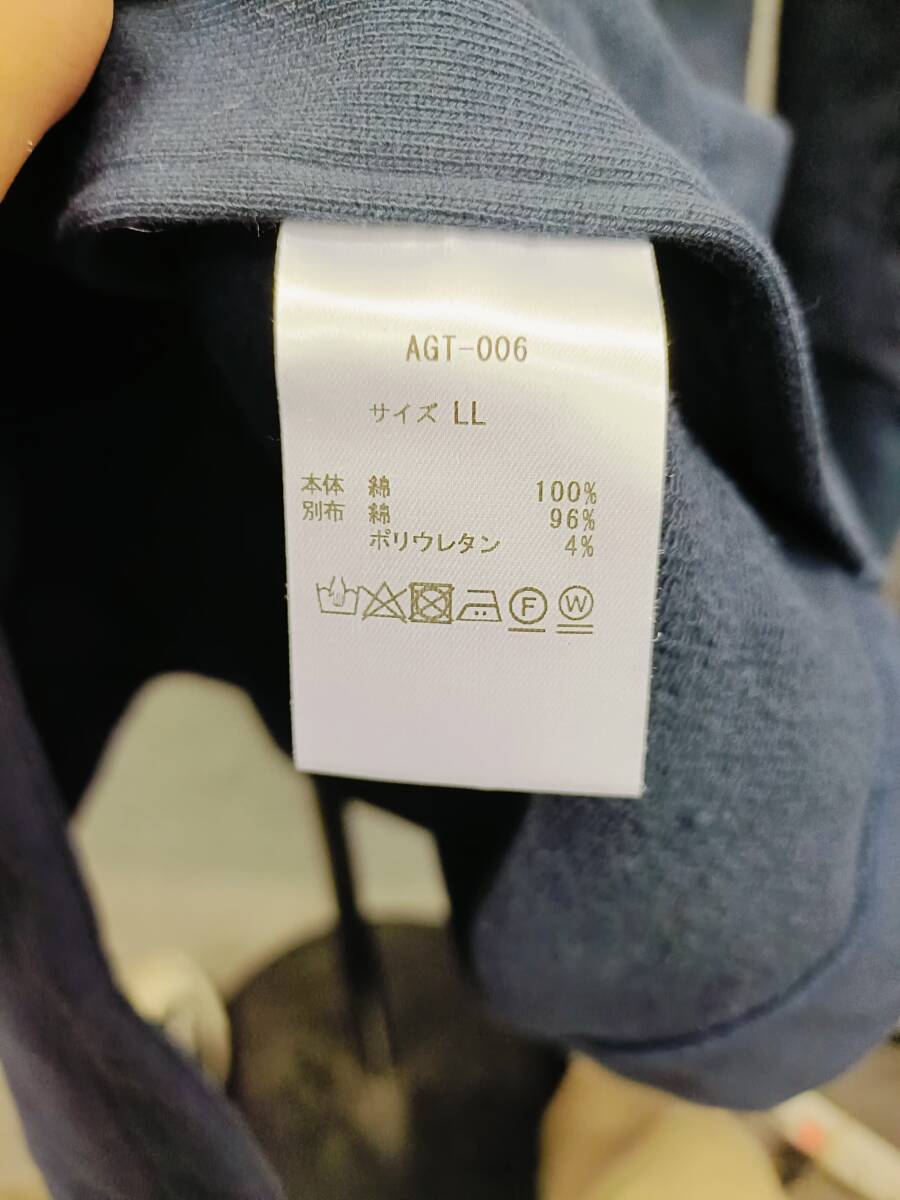 AGT-006
サイズ LL
本体 綿 100%
別布 綿 96%
ポリウレタン 4%
F W